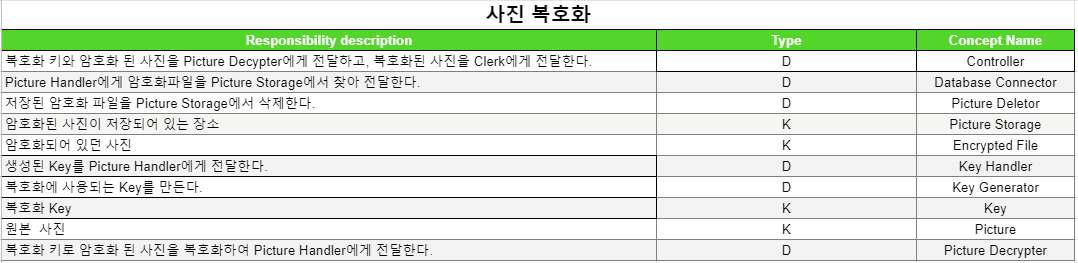 사진 복호화
Responsibility description Type Concept Name
복호화 키와 암호화 된 사진을 Picture Decypter에게 전달하고, 복호화된 사진을 Clerk에게 전달한다. D Controller
Picture Handler에게 암호화파일을 Picture Storage에서 찾아 전달한다. D Database Connector
저장된 암호화 파일을 Picture Storage에서 삭제한다. D Picture Deletor
암호화된 사진이 저장되어 있는 장소 K Picture Storage
암호화되어 있던 사진 K Encrypted File
생성된 Key를 Picture Handler에게 전달한다. D Key Handler
복호화에 사용되는 Key를 만든다. D Key Generator
복호화 Key K Key
원본 사진 K Picture
복호화 키로 암호화 된 사진을 복호화하여 Picture Handler에게 전달한다. D Picture Decrypter